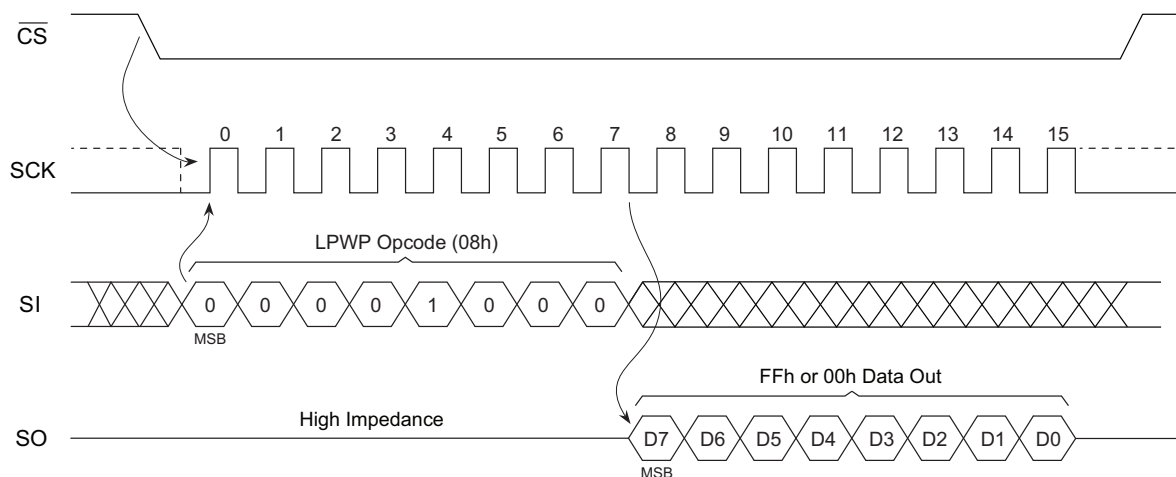 CS
0 1 2 3 4 5 6 7 8 9 10 11 12 13 14 15
SCK
LPWP Opcode (08h)
SI
0 0 0 0 1 0 0 0
MSB
FFh or 00h Data Out
High Impedance
SO
D7 D6 D5 D4 D3 D2 D1 D0
MSB